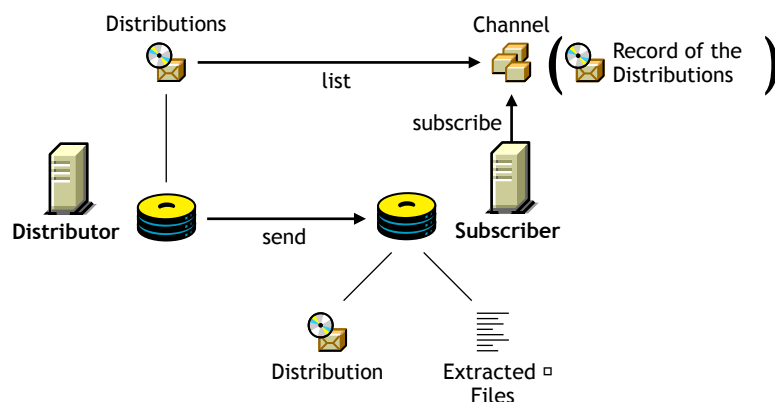 Distributions
Channel
Record of the
Distributions
list
subscribe
Distributor
send
Subscriber
Distribution
Extracted
Files